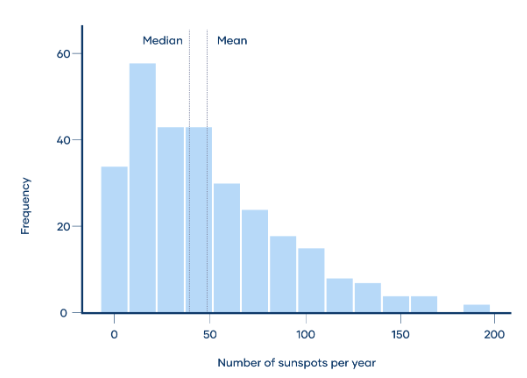 Median Mean
60
40
20
0
Frequency
0 50 100 150 200
Number of sunspots per year